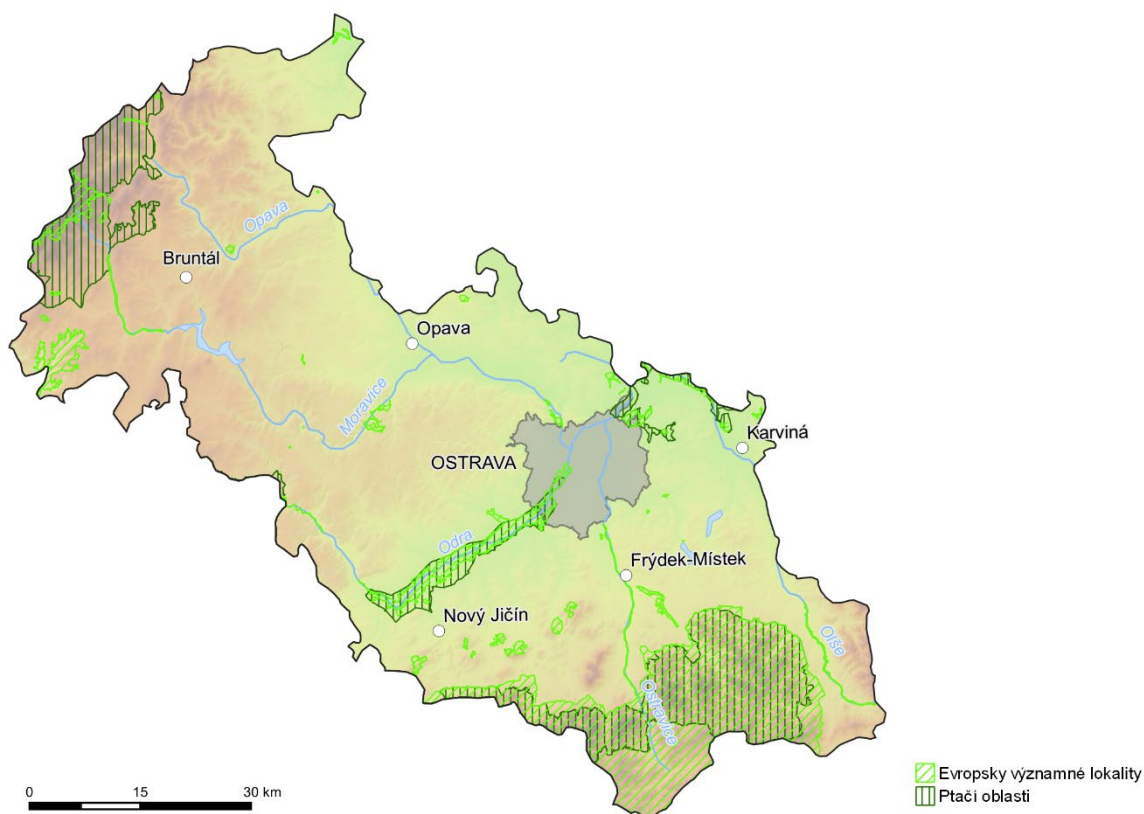 Opava
Bruntál
Opava
Moravice
Karviná
OSTRAVA
Odra
Frýdek-Místek
Nový Jičín
Olše
Ostravice
0 15 30 km
Evropsky významné lokality
Ptačí oblasti